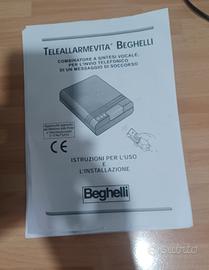 TELEALLARMEVITA' BEGHELLI
COMBINATORE A SINTESI VOCALE,
PER L'INVIO TELEFONICO
DI UN MESSAGGIO DI SOCCORSO
CE
ISTRUZIONI PER L'USO
E
L'INSTALLAZIONE
Beghelli
subito